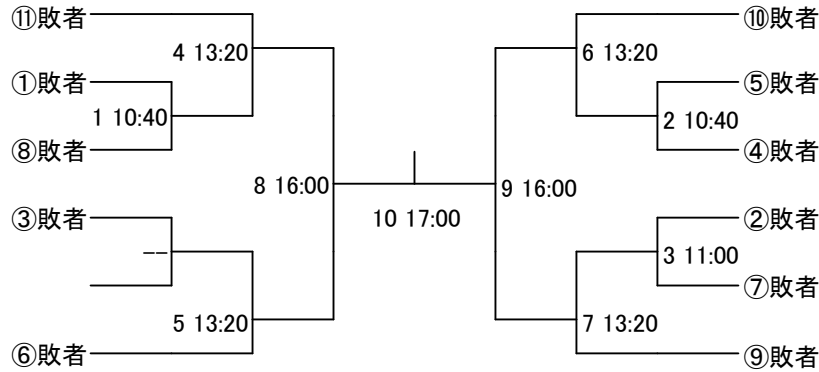 ⑪敗者
4 13:20
①敗者
1 10:40
⑧敗者
8 16:00
③敗者
--
5 13:20
⑥敗者
10 17:00
⑩敗者
6 13:20
⑤敗者
2 10:40
④敗者
9 16:00
②敗者
3 11:00
⑦敗者
7 13:20
⑨敗者